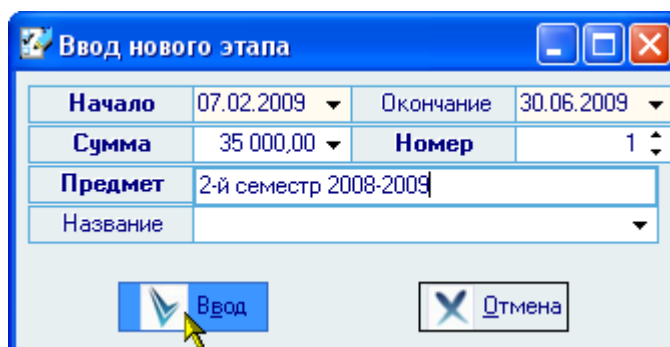 Ввод нового этапа
Начало 07.02.2009 Окончание 30.06.2009
Сумма 35 000,00 Номер 1
Предмет 2-й семестр 2008-2009
Название
Ввод Отмена